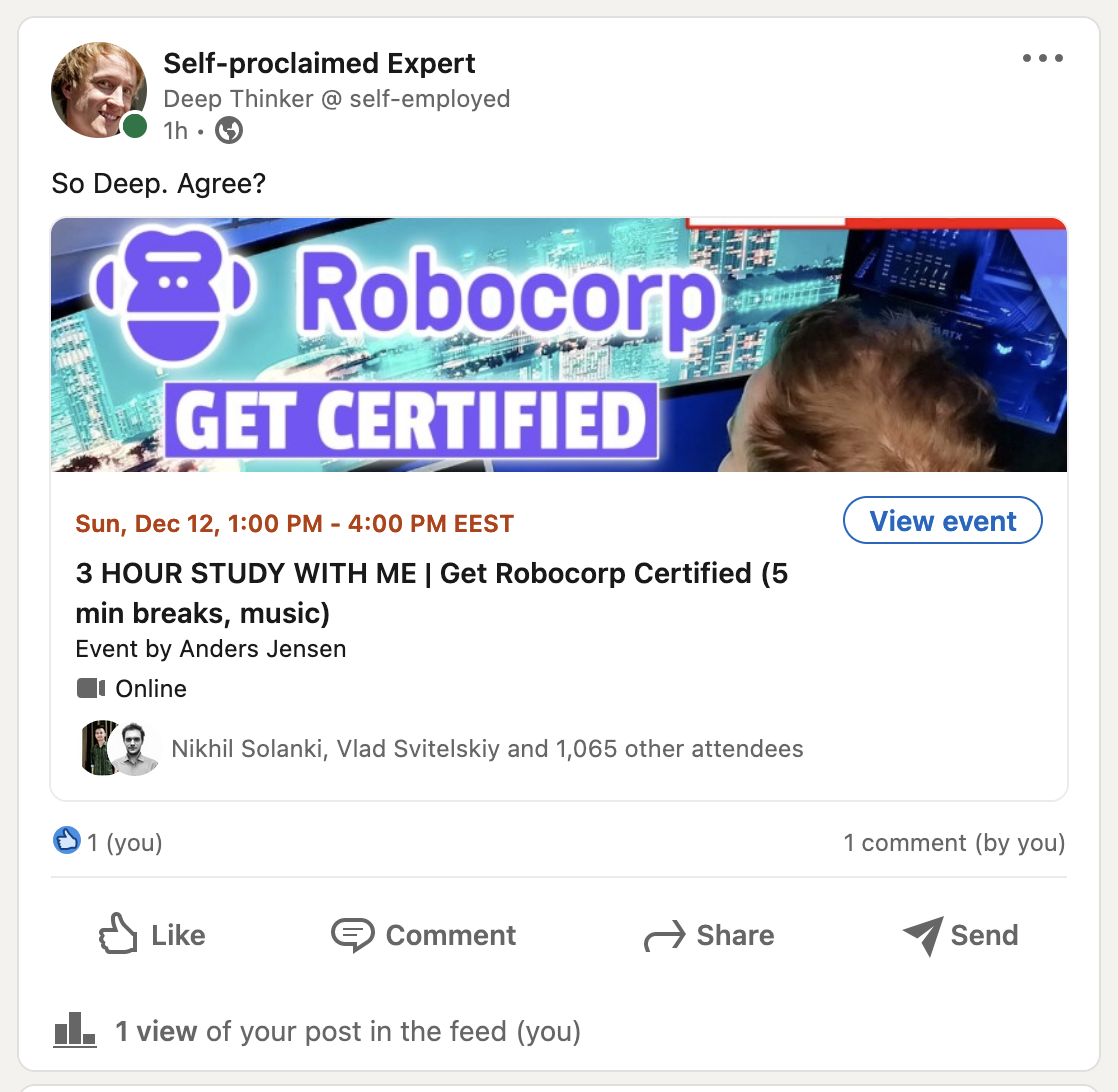 Self-proclaimed Expert
Deep Thinker @ self-employed
1h •
So Deep. Agree?
Robocorp
GET CERTIFIED
Sun, Dec 12, 1:00 PM - 4:00 PM EEST
View event
3 HOUR STUDY WITH ME | Get Robocorp Certified (5
min breaks, music)
Event by Anders Jensen
Online
Nikhil Solanki, Vlad Svitelskiy and 1,065 other attendees
1 (you)
1 comment (by you)
Like
Comment
Share
Send
1 view of your post in the feed (you)